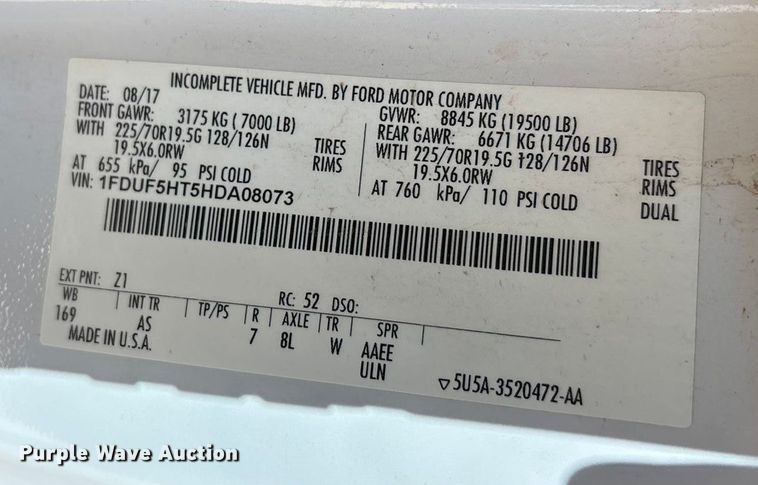 INCOMPLETE VEHICLE MFD. BY FORD MOTOR COMPANY
DATE: 08/17
GVWR: 8845 KG (19500 LB)
FRONT GAWR: 3175 KG (7000 LB)
REAR GAWR: 6671 KG (14706 LB)
WITH 225/70R19.5G 128/126N TIRES
WITH 225/70R19.5G 128/126N TIRES
19.5X6.0RW RIMS
19.5X6.0RW RIMS
AT 655 kPa/ 95 PSI COLD
AT 760 kPa/ 110 PSI COLD DUAL
VIN: 1FDUF5HT5HDA08073
EXT PNT: Z1
RC: 52 DSO:
WB INT TR TP/PS R AXLE TR SPR
169 AS 7 8L W AAEE
ULN
MADE IN U.S.A.
5U5A-3520472-AA
Purple Wave Auction